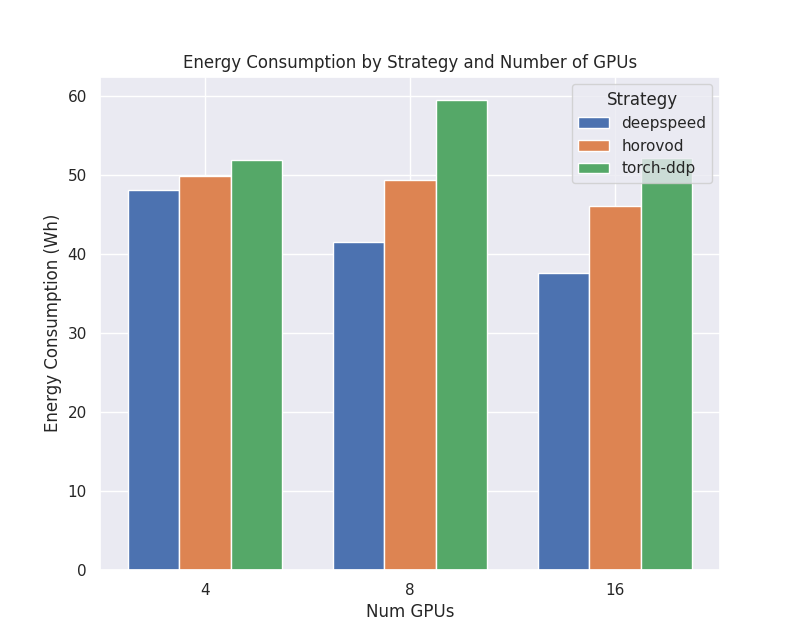 Energy Consumption by Strategy and Number of GPUs
Energy Consumption (Wh)
60
50
40
30
20
10
0
Strategy
deepspeed
horovod
torch-ddp
4
8
16
Num GPUs